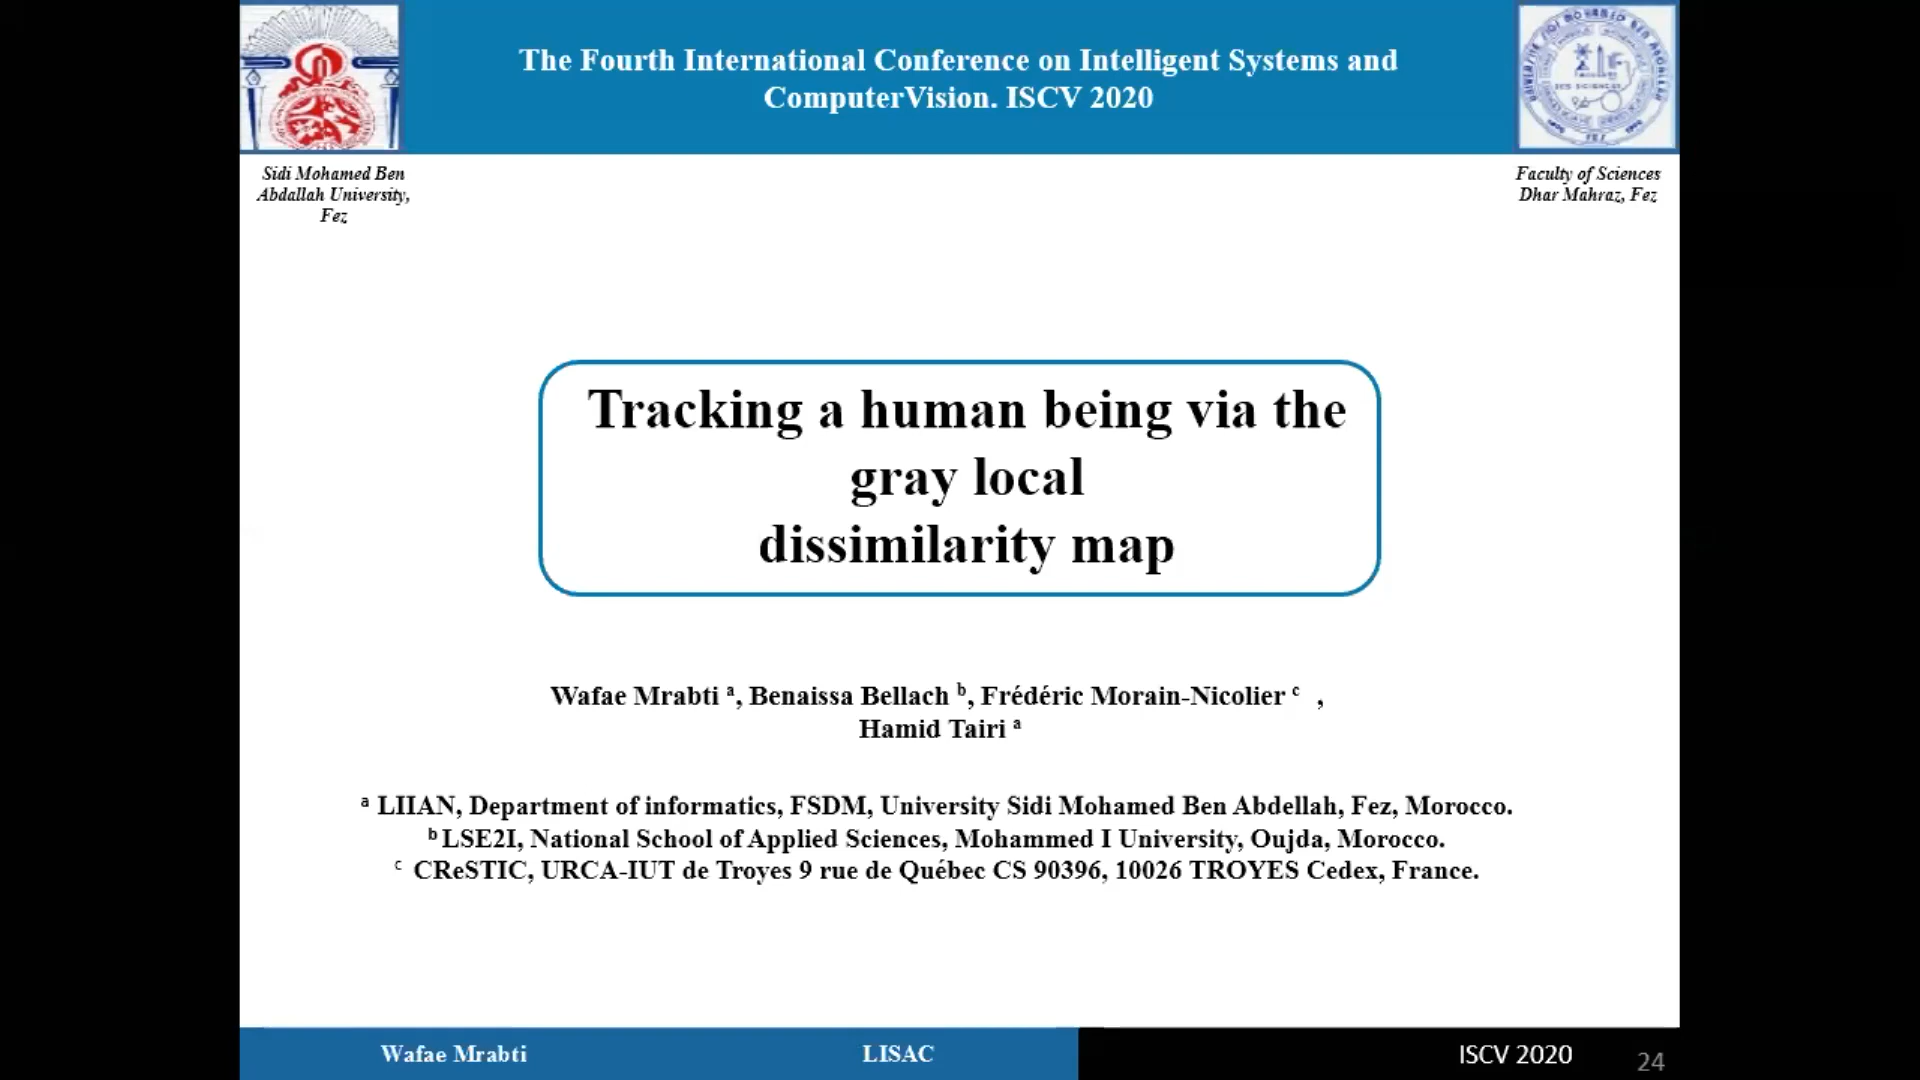 The Fourth International Conference on Intelligent Systems and
ComputerVision. ISCV 2020
Sidi Mohamed Ben
Abdallah University,
Fez
Faculty of Sciences
Dhar Mahraz, Fez
Tracking a human being via the
gray local
dissimilarity map
Wafae Mrabti ᵃ, Benaissa Bellach ᵇ, Frédéric Morain-Nicolier ᶜ ,
Hamid Tairi ᵃ
ᵃ LIIAN, Department of informatics, FSDM, University Sidi Mohamed Ben Abdellah, Fez, Morocco.
ᵇ LSE2I, National School of Applied Sciences, Mohammed I University, Oujda, Morocco.
ᶜ CReSTIC, URCA-IUT de Troyes 9 rue de Québec CS 90396, 10026 TROYES Cedex, France.
Wafae Mrabti
LISAC
ISCV 2020
24